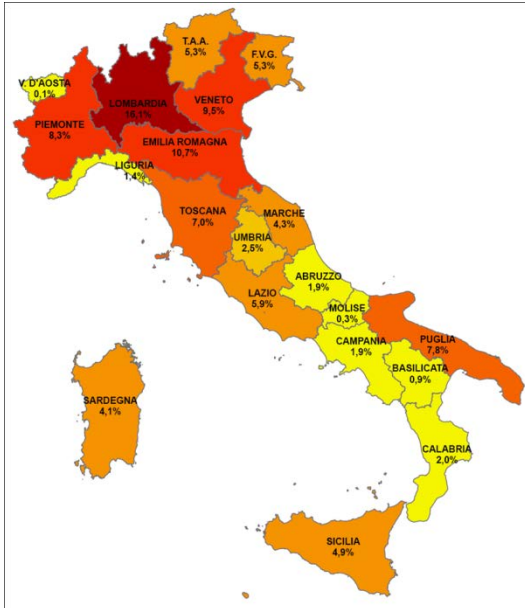 T.A.A.
5,3%
F.V.G.
5,3%
V. D'AOSTA
0,1%
LOMBARDIA
16,1%
VENETO
9,5%
PIEMONTE
8,3%
EMILIA ROMAGNA
10,7%
LIGURIA
1,4%
TOSCANA
7,0%
MARCHE
4,3%
UMBRIA
2,5%
ABRUZZO
1,9%
LAZIO
5,9%
MOLISE
0,3%
CAMPANIA
1,9%
PUGLIA
7,8%
BASILICATA
0,9%
SARDEGNA
4,1%
CALABRIA
2,0%
SICILIA
4,9%